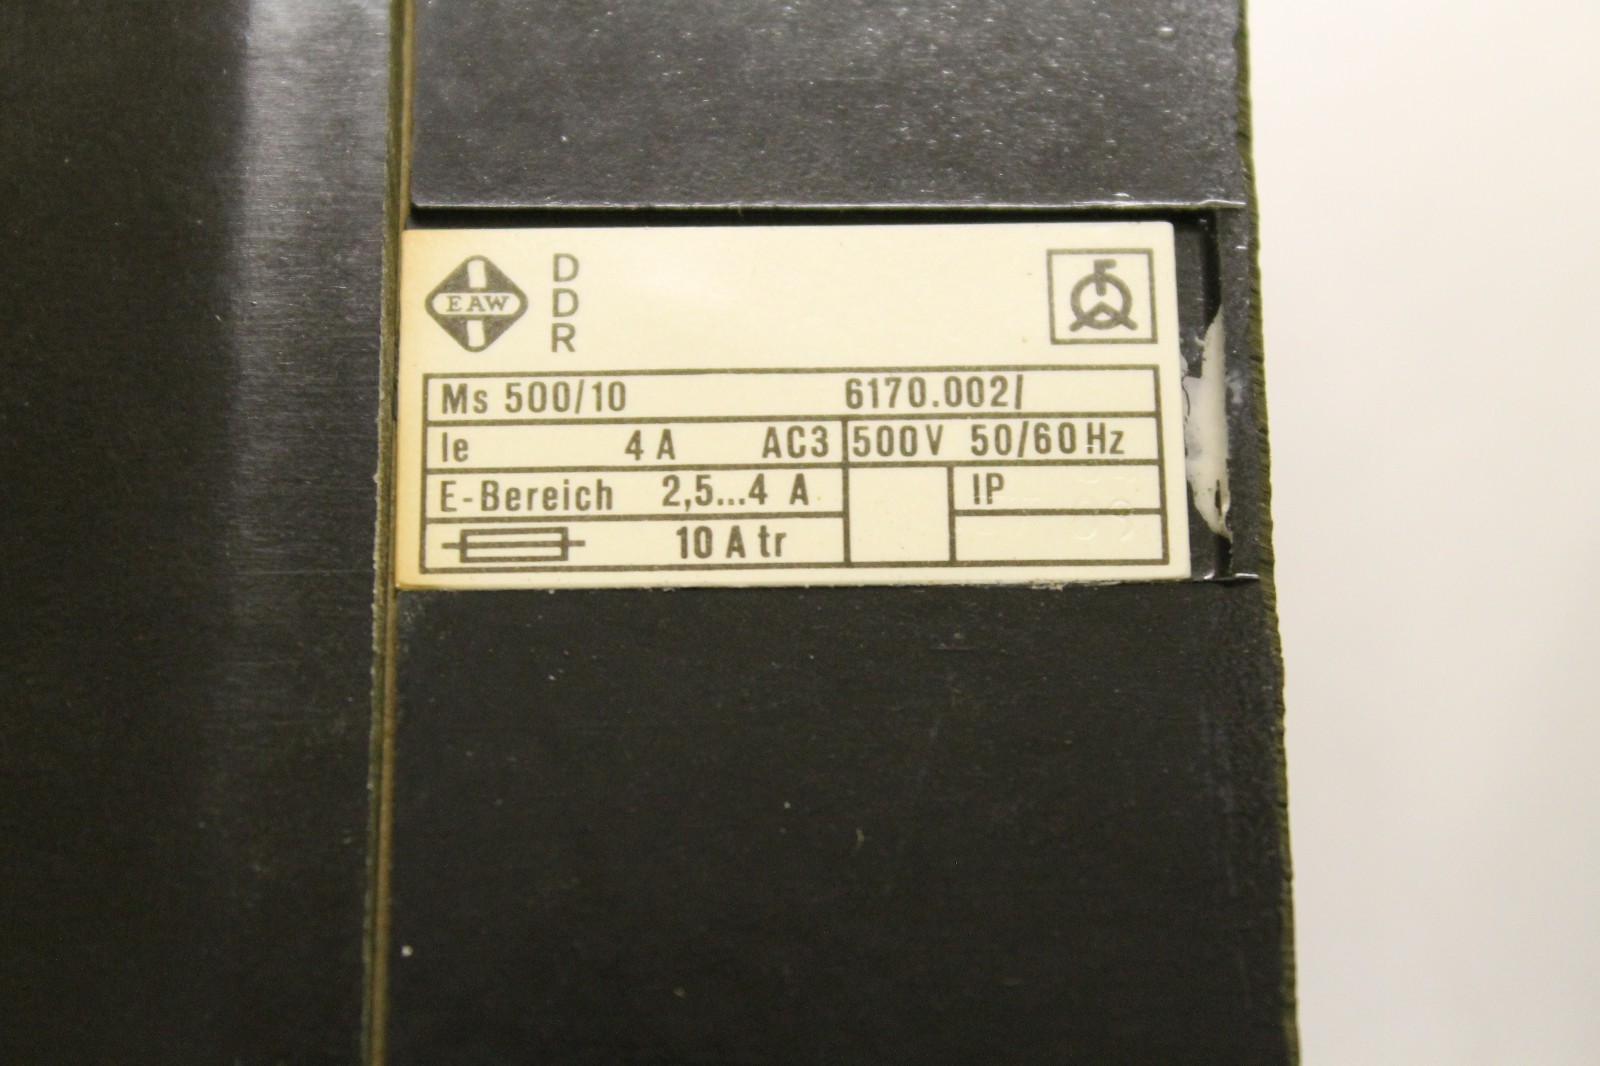 EAW
D
D
R
Ms 500/10 6170.002/
Ie 4 A AC3 500V 50/60 Hz
E-Bereich 2,5...4 A IP
10 A tr